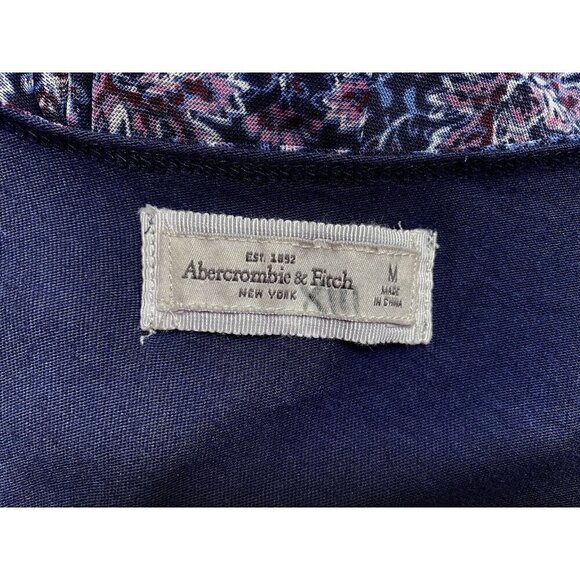 EST. 1892
Abercrombie & Fitch
NEW YORK
M
MADE
IN CHINA